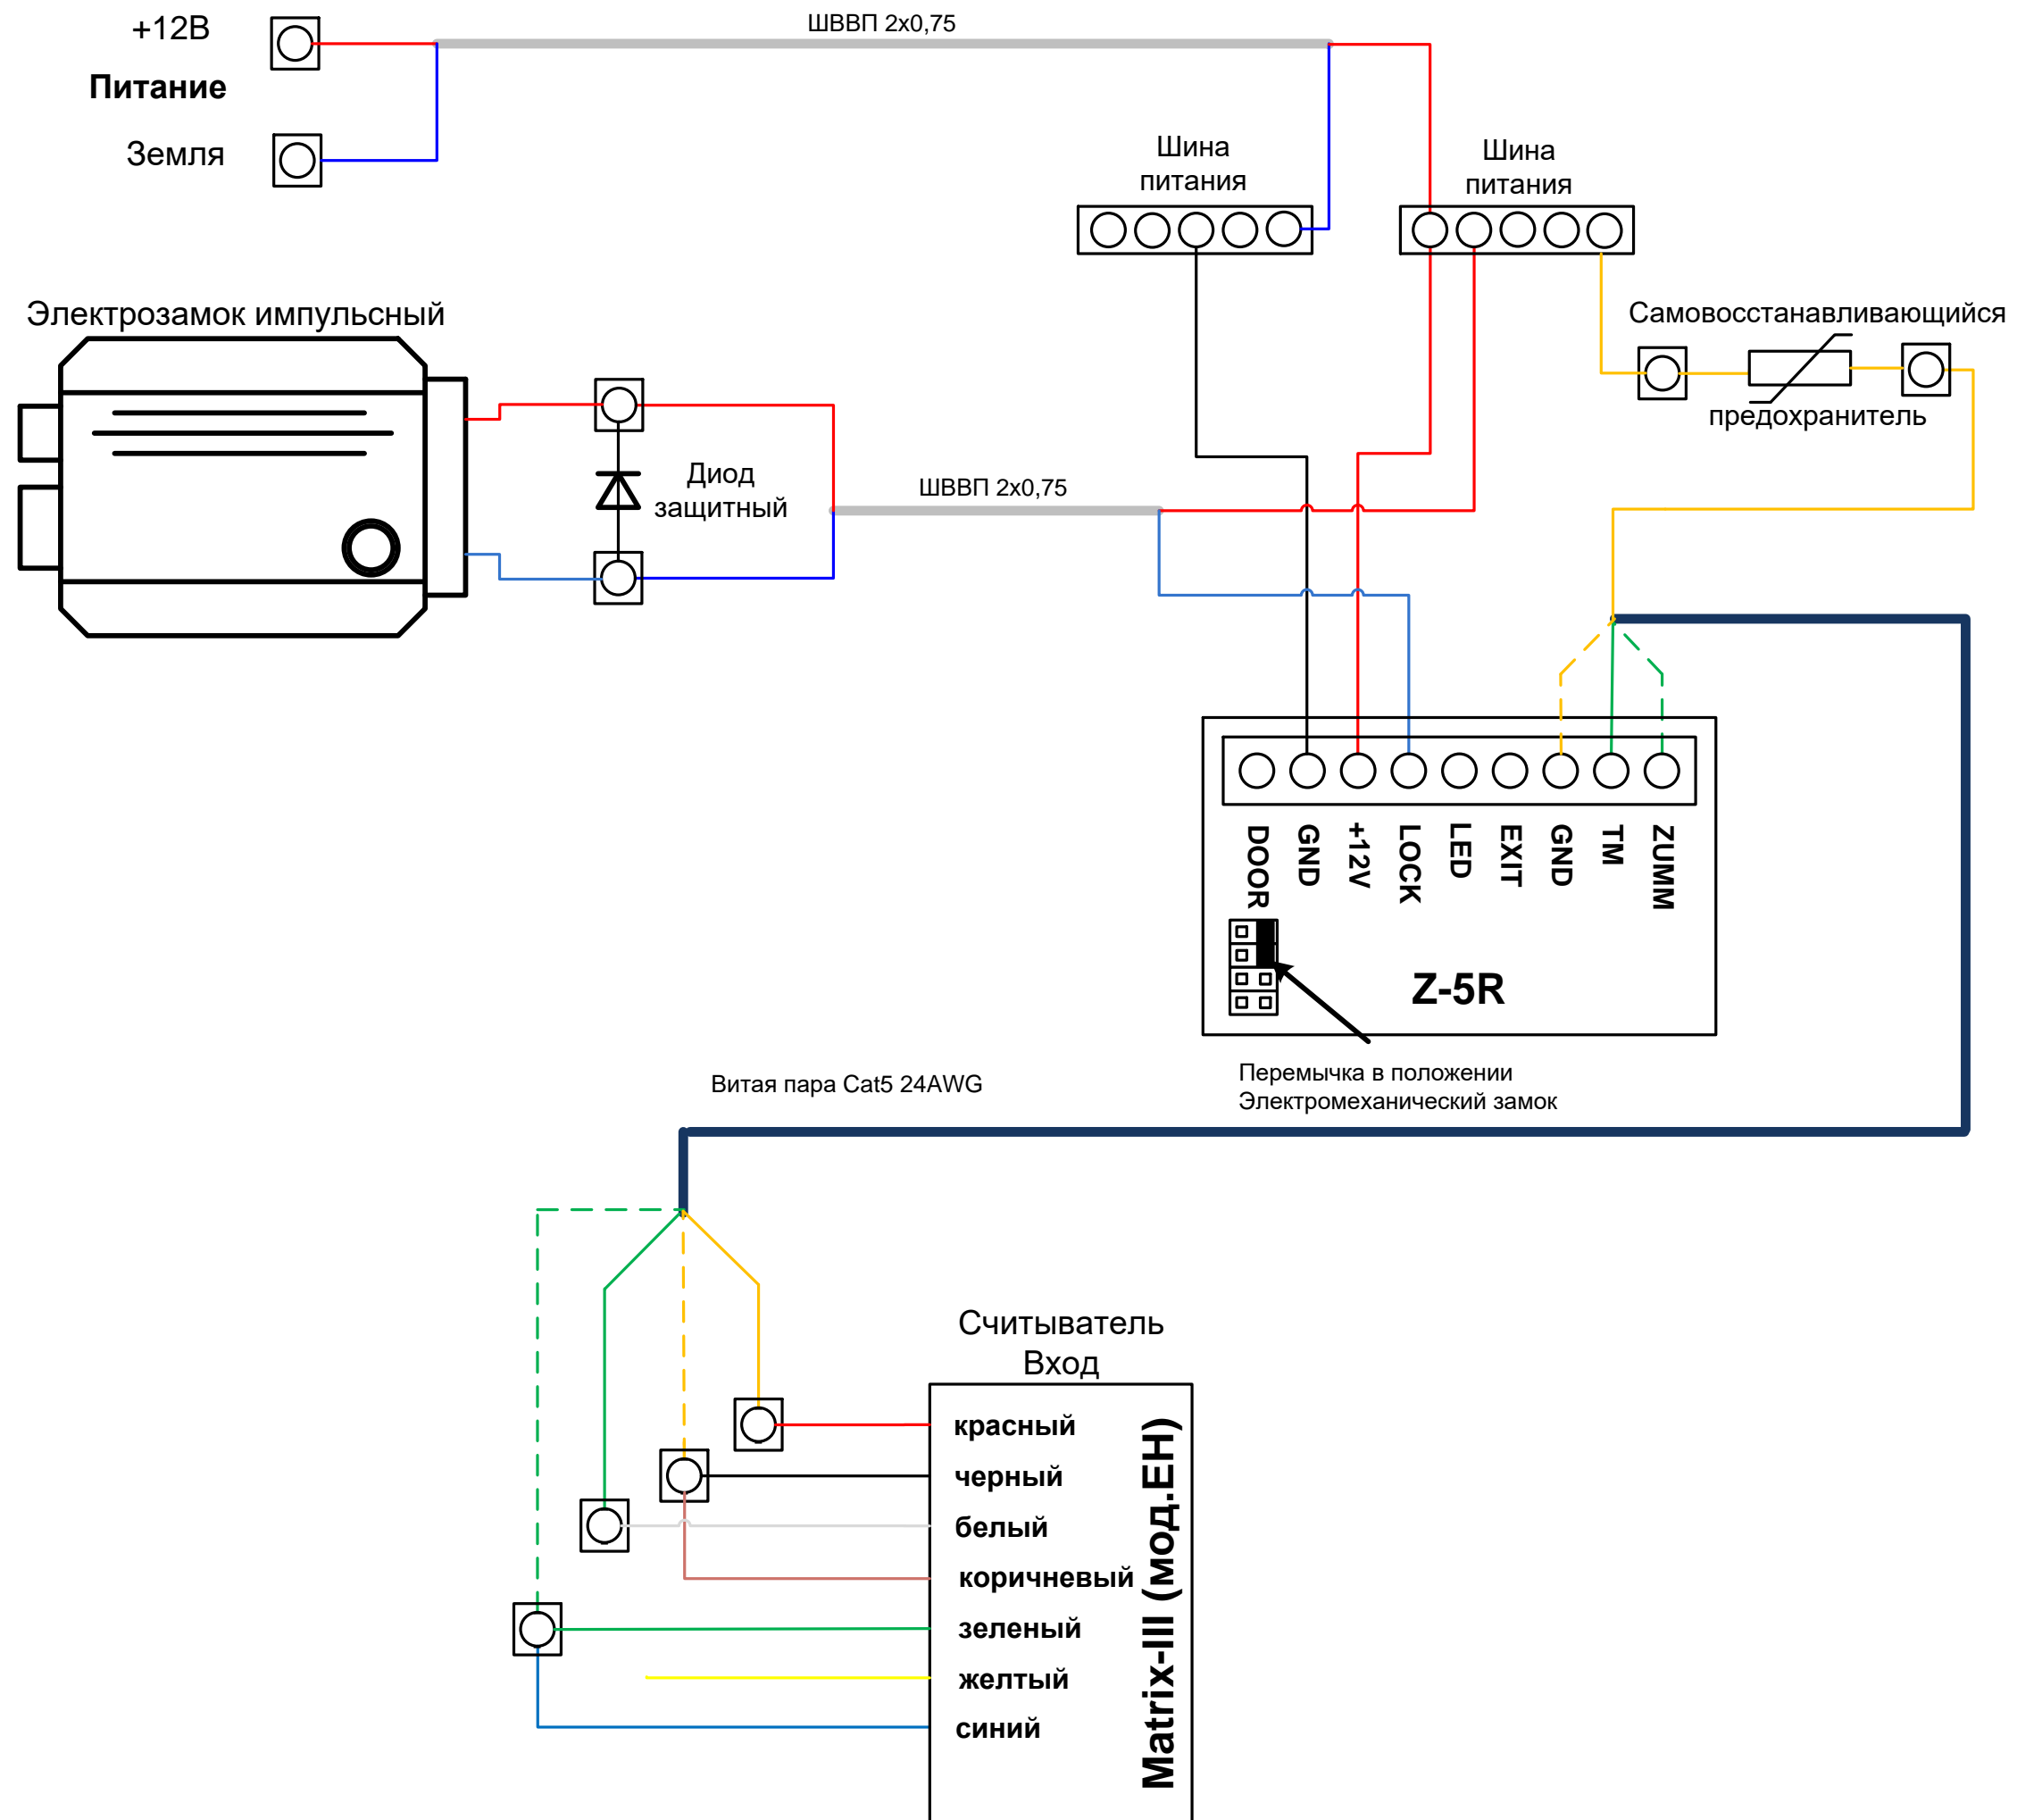 +12В
ШВВП 2х0,75
Питание
Земля
Шина
питания
Шина
питания
Электрозамок импульсный
Самовосстанавливающийся
предохранитель
Диод
защитный
ШВВП 2х0,75
DOOR
GND
+12V
LOCK
LED
EXIT
GND
TM
ZUMM
Z-5R
Перемычка в положении
Электромеханический замок
Витая пара Cat5 24AWG
Считыватель
Вход
красный
черный
белый
коричневый
зеленый
желтый
синий
Matrix-III (мод.ЕН)